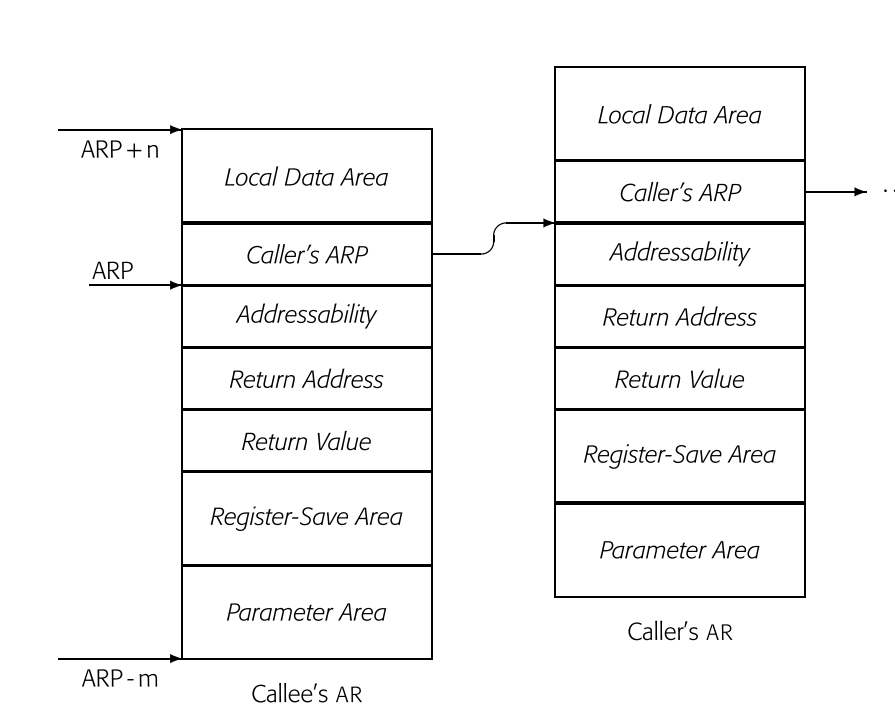 ARP+n
Local Data Area
Caller's ARP
ARP
Addressability
Return Address
Return Value
Register-Save Area
Parameter Area
ARP-m
Callee's AR
Local Data Area
Caller's ARP
..
Addressability
Return Address
Return Value
Register-Save Area
Parameter Area
Caller's AR